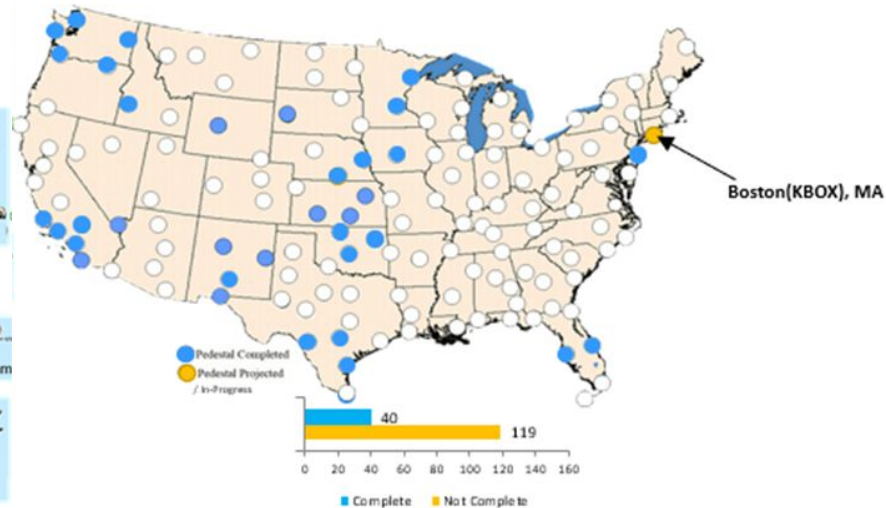 Boston(KBOX), MA
Pedestal Completed
Pedestal Projected
/ In-Progress
40
119
0 20 40 60 80 100 120 140 160
Complete Not Complete
m